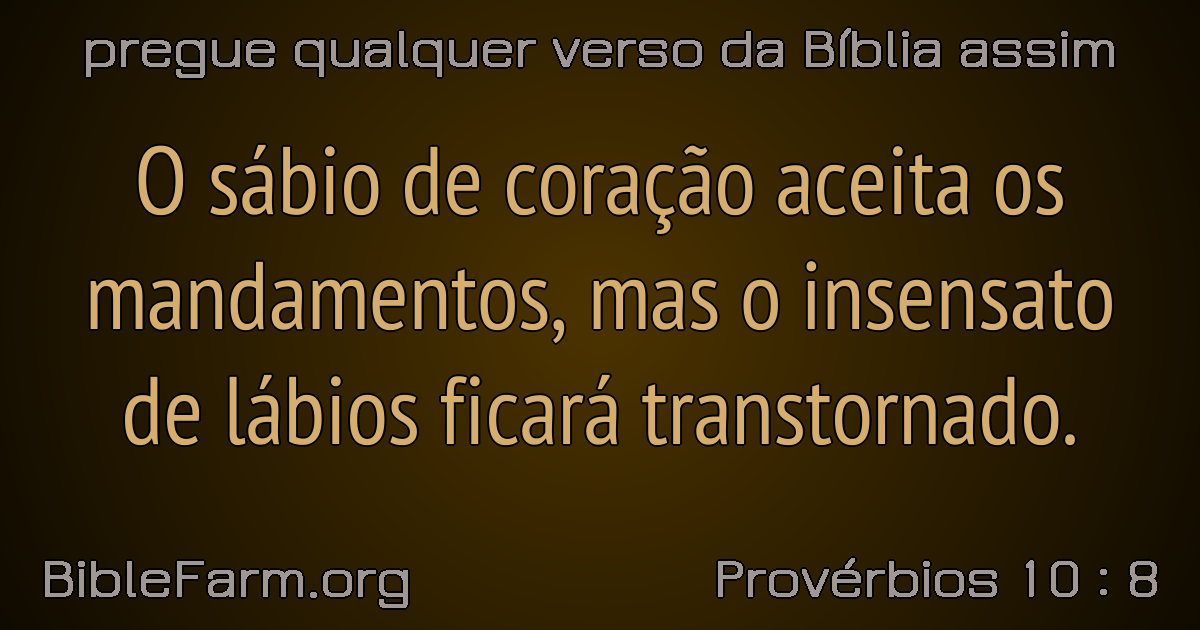 pregue qualquer verso da Bíblia assim
O sábio de coração aceita os
mandamentos, mas o insensato
de lábios ficará transtornado.
BibleFarm.org
Provérbios 10 : 8